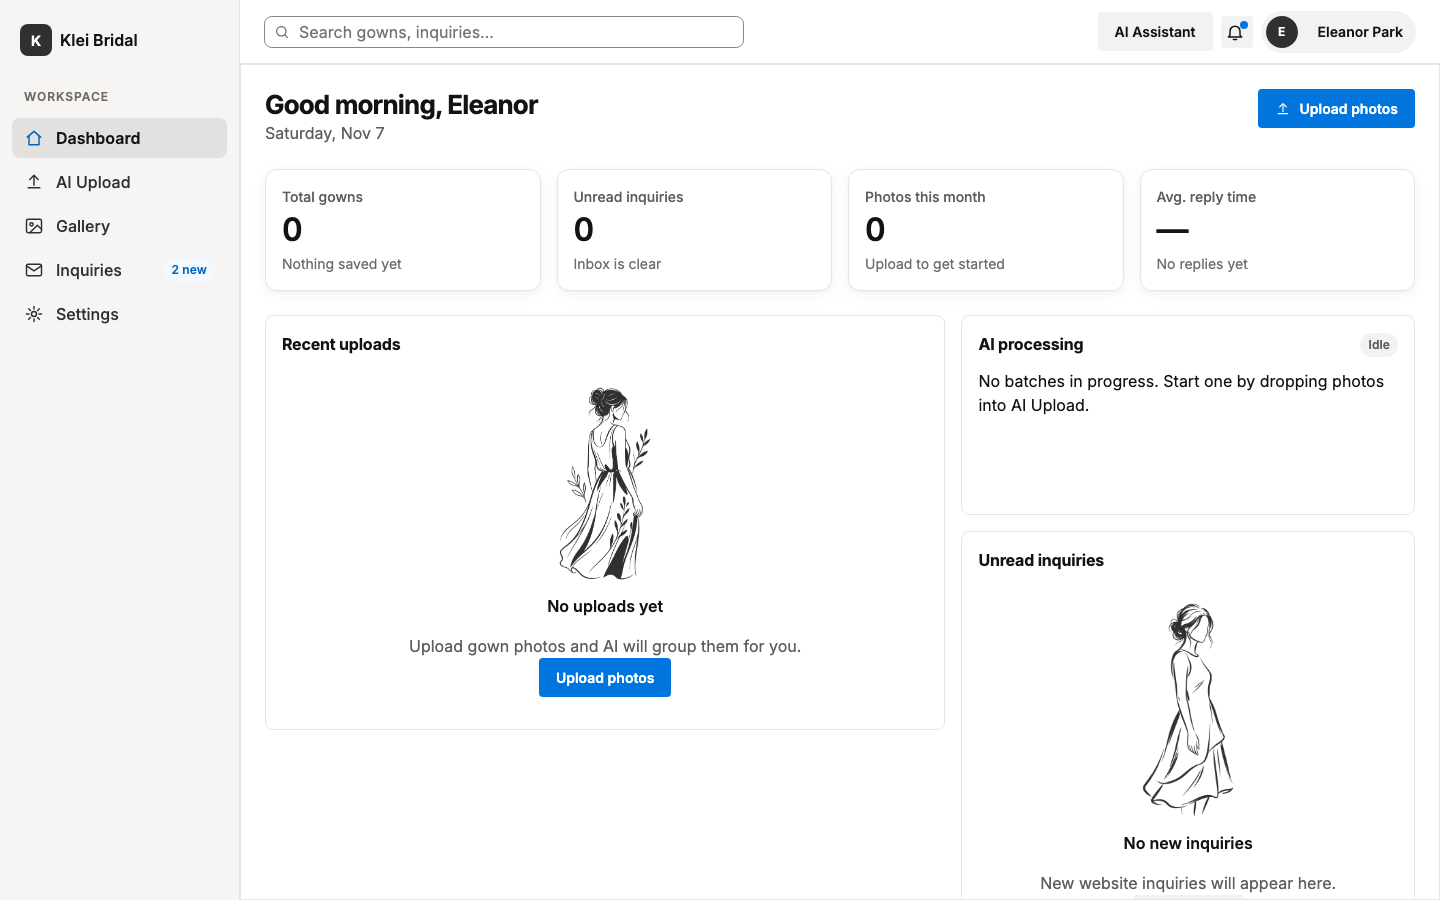 K
Klei Bridal
WORKSPACE
Dashboard
AI Upload
Gallery
Inquiries
2 new
Settings
Search gowns, inquiries...
AI Assistant
E
Eleanor Park
Good morning, Eleanor
Saturday, Nov 7
Upload photos
Total gowns
0
Nothing saved yet
Unread inquiries
0
Inbox is clear
Photos this month
0
Upload to get started
Avg. reply time
—
No replies yet
Recent uploads
No uploads yet
Upload gown photos and AI will group them for you.
Upload photos
AI processing
Idle
No batches in progress. Start one by dropping photos
into AI Upload.
Unread inquiries
No new inquiries
New website inquiries will appear here.